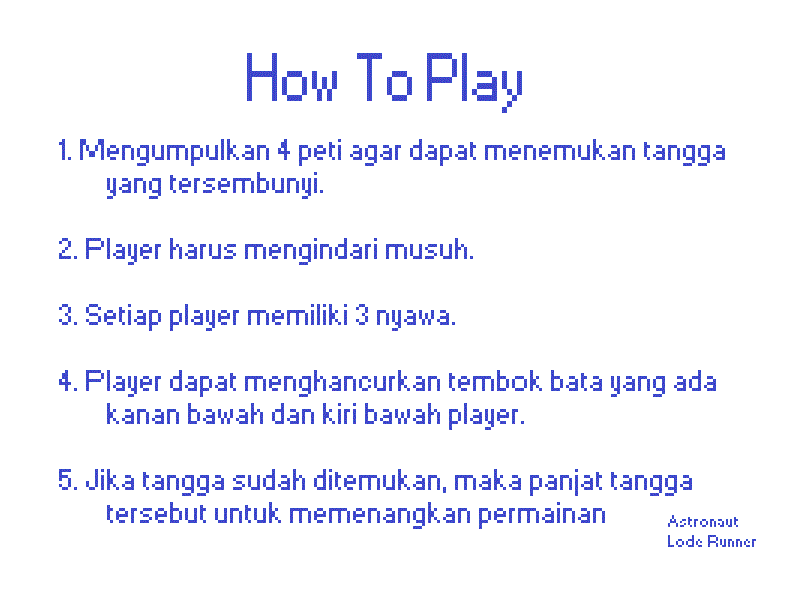 How To Play
1. Mengumpulkan 4 peti agar dapat menemukan tangga
yang tersembunyi.
2. Player harus mengindari musuh.
3. Setiap player memiliki 3 nyawa.
4. Player dapat menghancurkan tembok bata yang ada
kanan bawah dan kiri bawah player.
5. Jika tangga sudah ditemukan, maka panjat tangga
tersebut untuk memenangkan permainan
Astronaut
Lode Runner